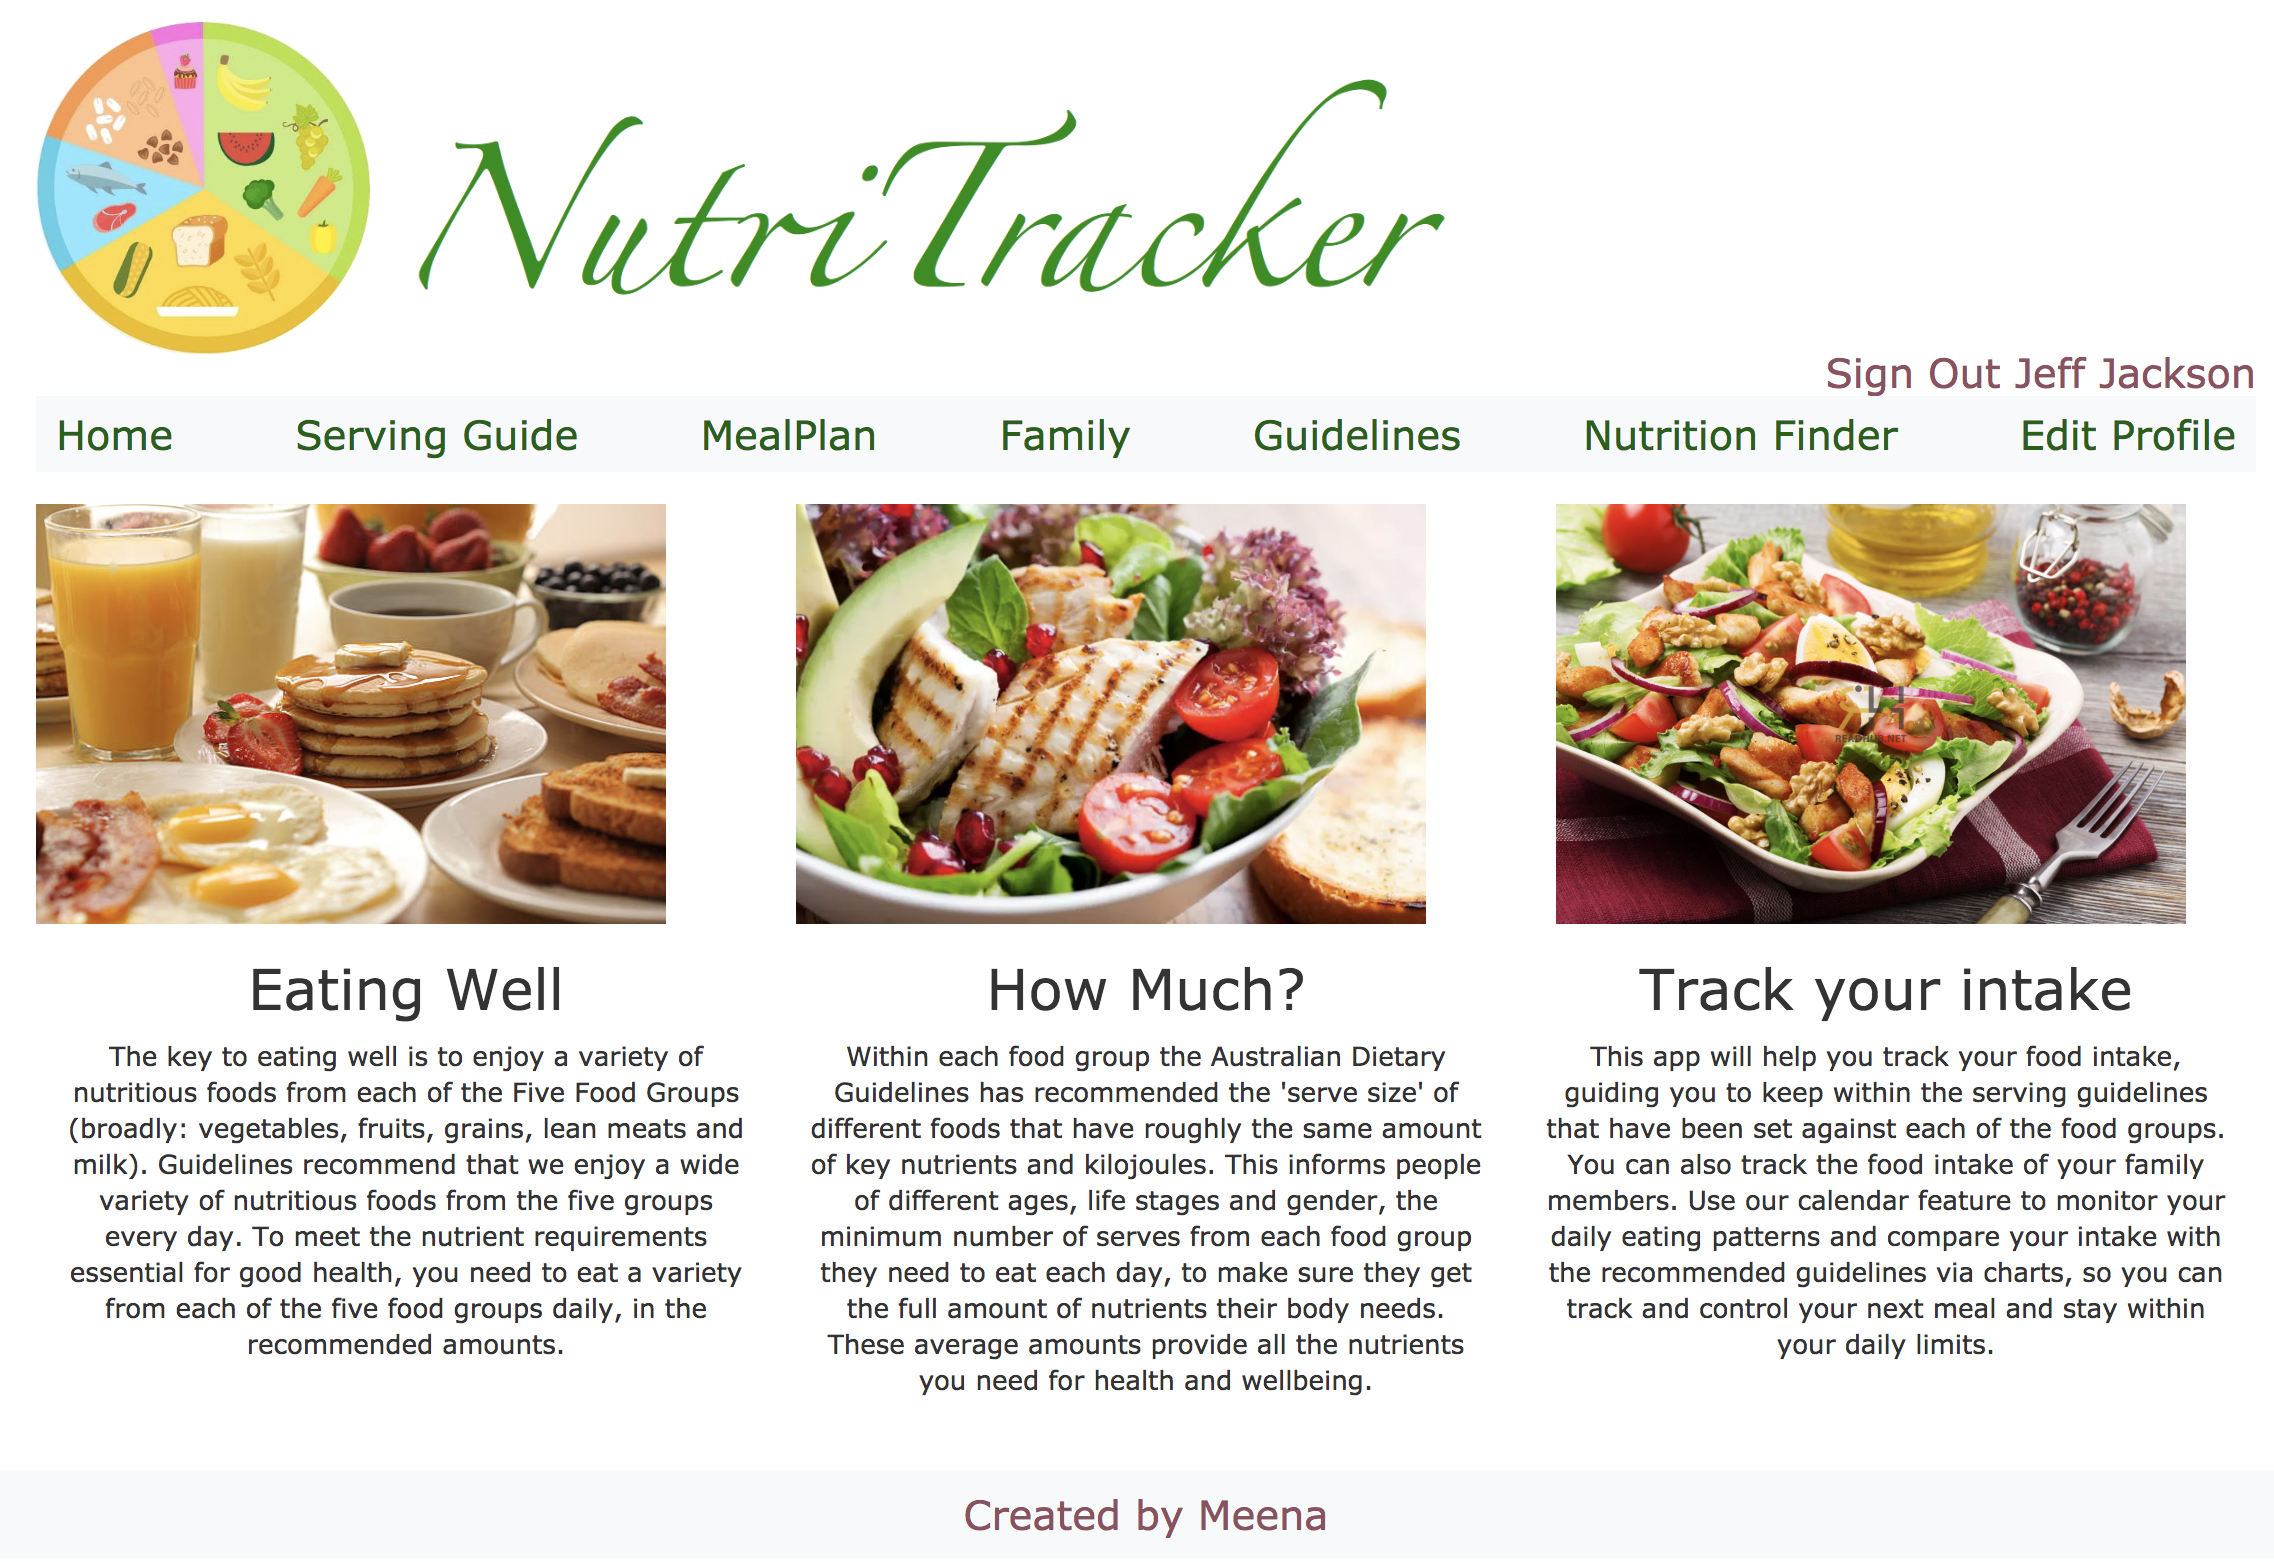 NutriTracker
Sign Out Jeff Jackson
Home Serving Guide MealPlan Family Guidelines Nutrition Finder Edit Profile
READHUB.NET
Eating Well
The key to eating well is to enjoy a variety of
nutritious foods from each of the Five Food Groups
(broadly: vegetables, fruits, grains, lean meats and
milk). Guidelines recommend that we enjoy a wide
variety of nutritious foods from the five groups
every day. To meet the nutrient requirements
essential for good health, you need to eat a variety
from each of the five food groups daily, in the
recommended amounts.
How Much?
Within each food group the Australian Dietary
Guidelines has recommended the 'serve size' of
different foods that have roughly the same amount
of key nutrients and kilojoules. This informs people
of different ages, life stages and gender, the
minimum number of serves from each food group
they need to eat each day, to make sure they get
the full amount of nutrients their body needs.
These average amounts provide all the nutrients
you need for health and wellbeing.
Track your intake
This app will help you track your food intake,
guiding you to keep within the serving guidelines
that have been set against each of the food groups.
You can also track the food intake of your family
members. Use our calendar feature to monitor your
daily eating patterns and compare your intake with
the recommended guidelines via charts, so you can
track and control your next meal and stay within
your daily limits.
Created by Meena